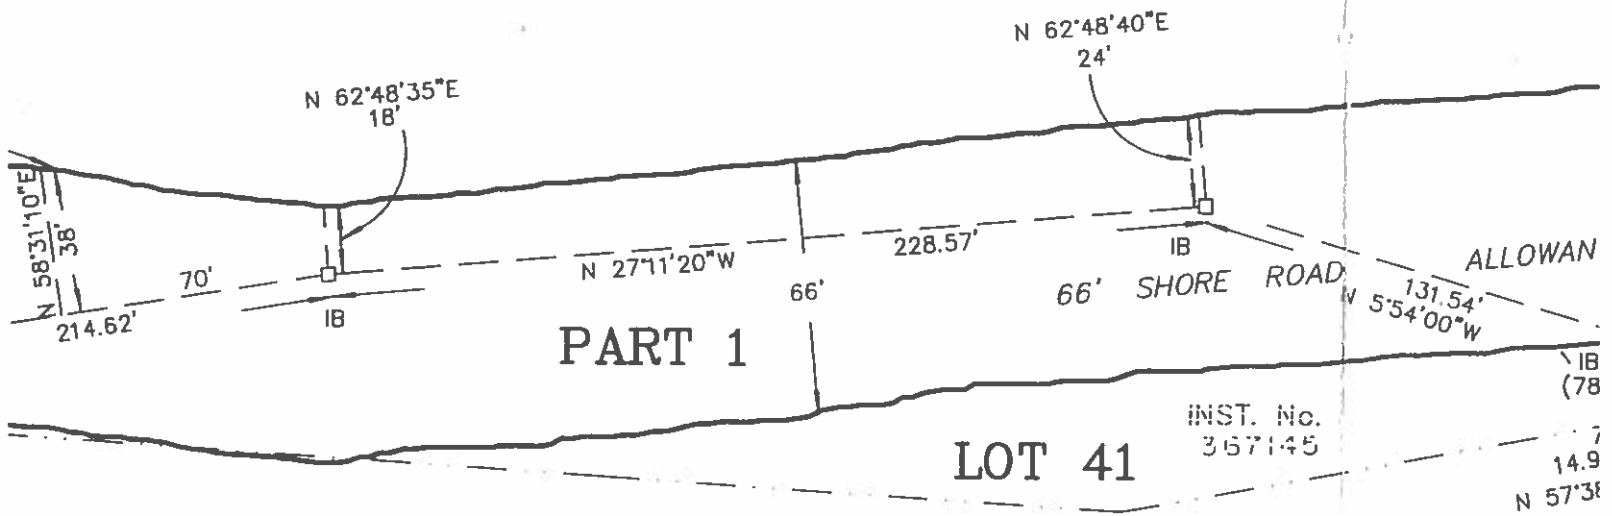 N 62°48'40"E
24'
N 62°48'35"E
18'
N 58°31'10"E
38'
70'
214.62'
IB
N 27°11'20"W
228.57'
IB
66'
66' SHORE ROAD ALLOWAN
131.54'
N 5°54'00"W
PART 1
IB
(78
INST. No.
367145
LOT 41
7
14.9
N 57°38